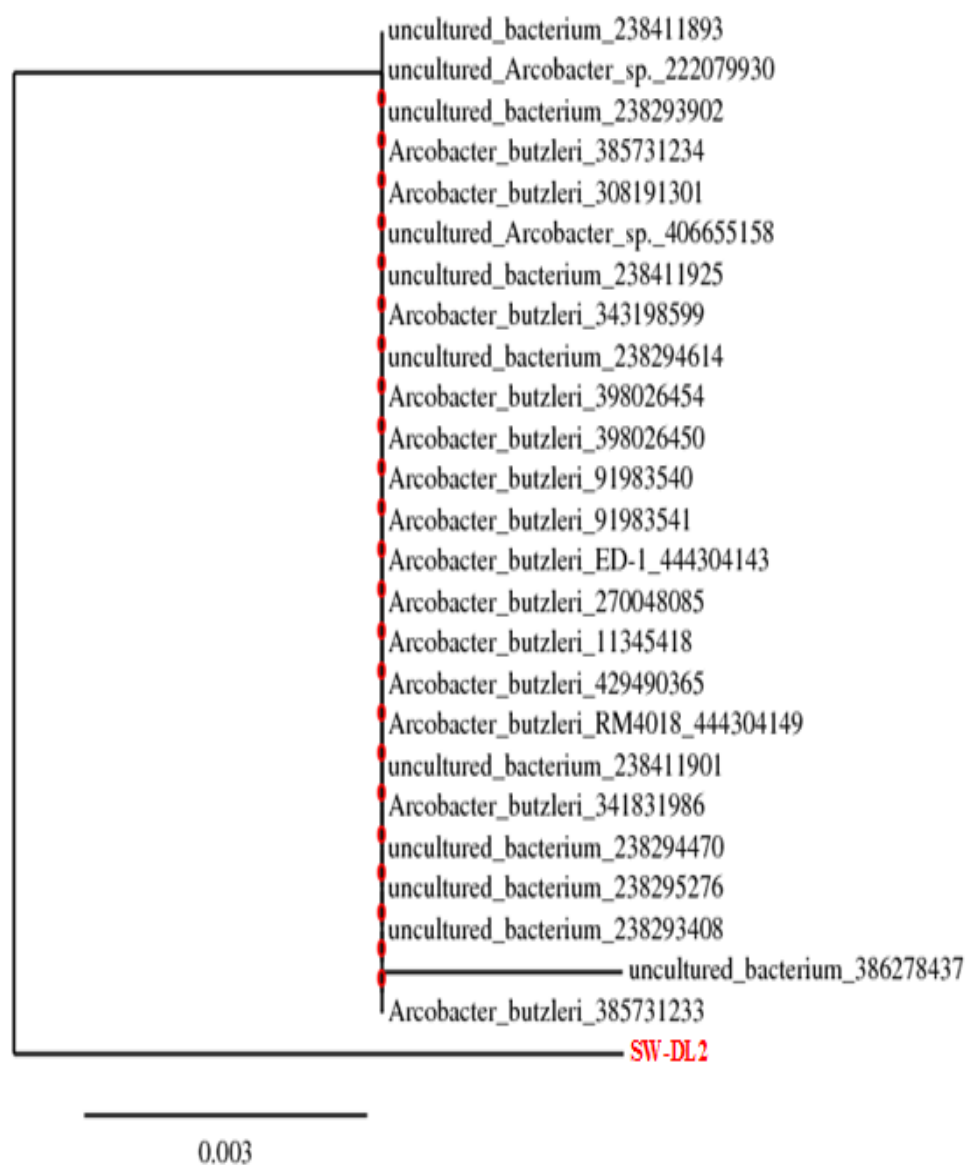 uncultured_bacterium_238411893
uncultured_Arcobacter_sp._222079930
uncultured_bacterium_238293902
Arcobacter_butzleri_385731234
Arcobacter_butzleri_308191301
uncultured_Arcobacter_sp._406655158
uncultured_bacterium_238411925
Arcobacter_butzleri_343198599
uncultured_bacterium_238294614
Arcobacter_butzleri_398026454
Arcobacter_butzleri_398026450
Arcobacter_butzleri_91983540
Arcobacter_butzleri_91983541
Arcobacter_butzleri_ED-1_444304143
Arcobacter_butzleri_270048085
Arcobacter_butzleri_11345418
Arcobacter_butzleri_429490365
Arcobacter_butzleri_RM4018_444304149
uncultured_bacterium_238411901
Arcobacter_butzleri_341831986
uncultured_bacterium_238294470
uncultured_bacterium_238295276
uncultured_bacterium_238293408
uncultured_bacterium_386278437
Arcobacter_butzleri_385731233
SW-DL2
0.003